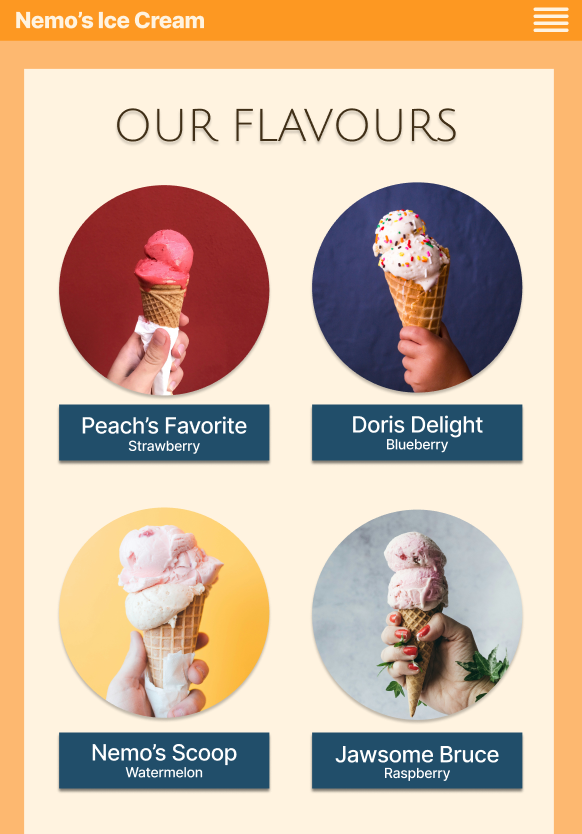 Nemo’s Ice Cream
OUR FLAVOURS
Peach’s Favorite
Strawberry
Doris Delight
Blueberry
Nemo’s Scoop
Watermelon
Jawsome Bruce
Raspberry